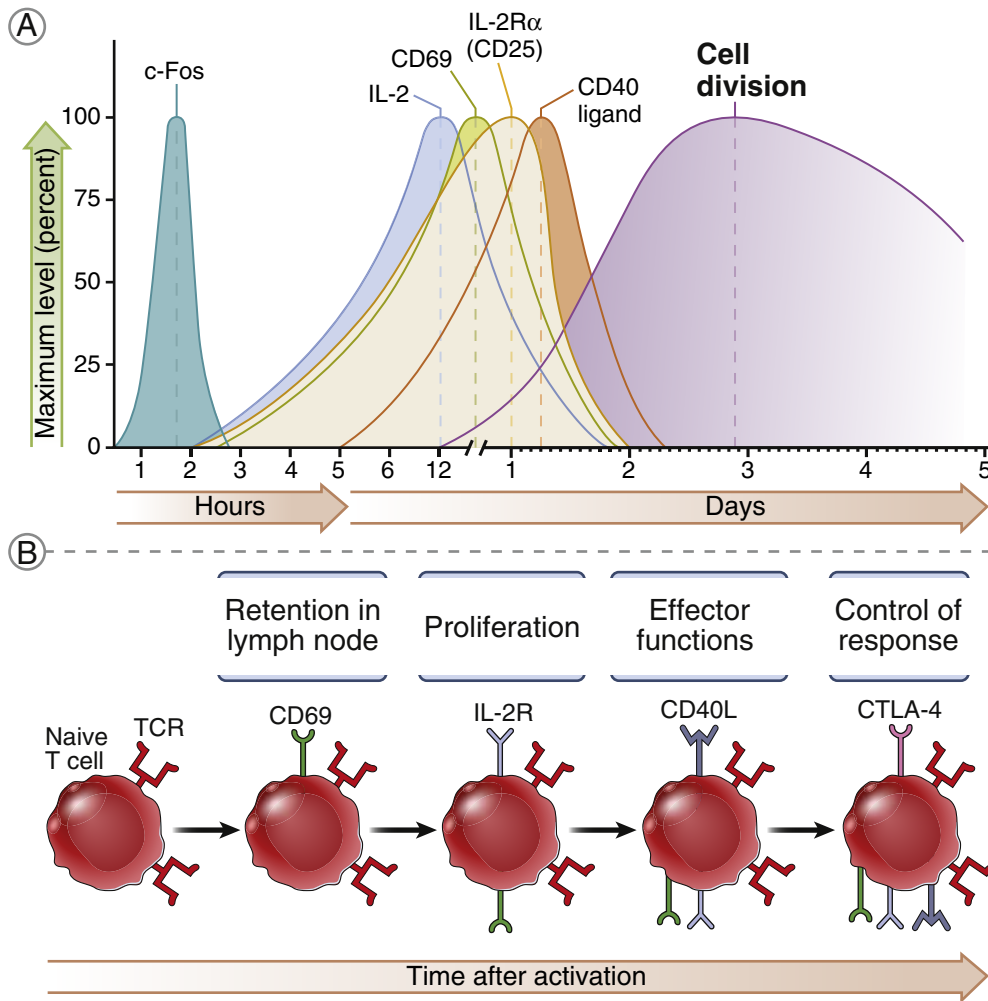 A
c-Fos
IL-2
CD69
IL-2Rα
(CD25)
CD40
ligand
Cell
division
Maximum level (percent)
100
75
50
25
0
1 2 3 4 5 6 12 1 2 3 4 5
Hours
Days
B
Retention in
lymph node
Proliferation
Effector
functions
Control of
response
Naive
T cell
TCR
CD69
IL-2R
CD40L
CTLA-4
Time after activation